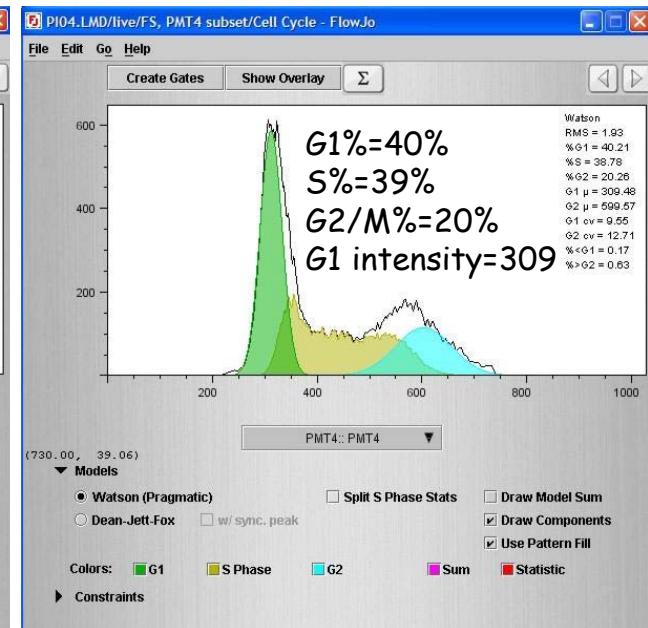 PI04.LMD/live/FS, PMT4 subset/Cell Cycle - FlowJo
File Edit Go Help
Create Gates Show Overlay Σ
600
400
200
200 400 600 800 1000
G1%=40%
S%=39%
G2/M%=20%
G1 intensity=309
Watson
RMS = 1.93
%G1 = 40.21
%S = 38.78
%G2 = 20.26
G1 µ = 309.48
G2 µ = 599.57
G1 cv = 9.55
G2 cv = 12.71
%<G1 = 0.17
%>G2 = 0.63
PMT4:: PMT4
(730.00, 39.06)
Models
Watson (Pragmatic) Split S Phase Stats Draw Model Sum
Dean-Jett-Fox w/ sync. peak Draw Components
Use Pattern Fill
Colors: G1 S Phase G2 Sum Statistic
Constraints